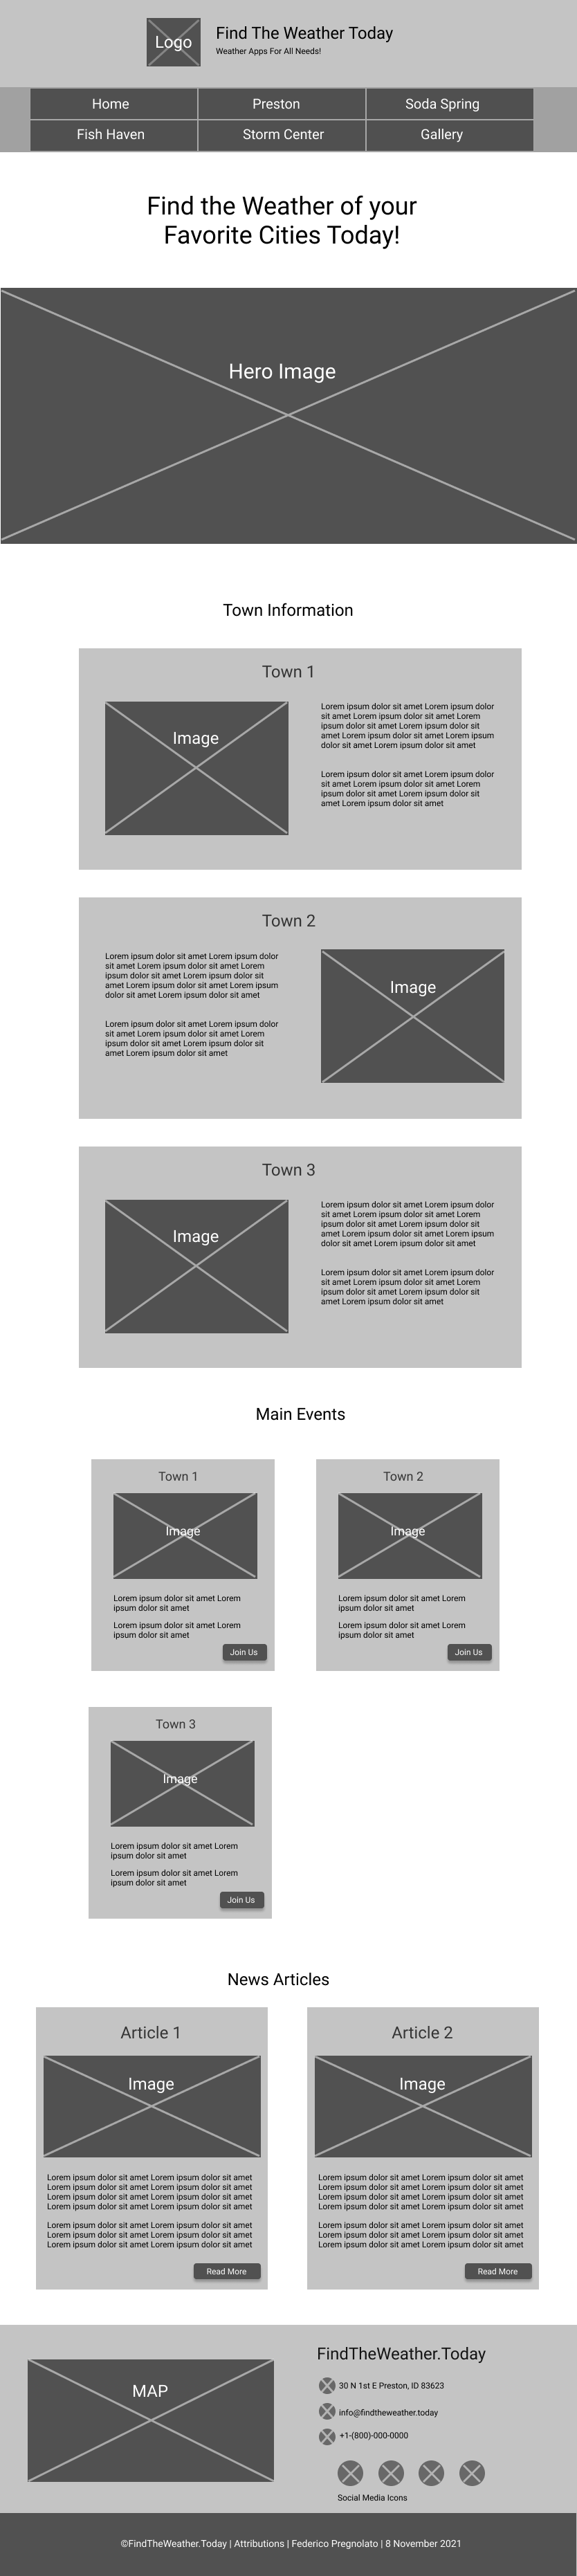 Logo
Find The Weather Today
Weather Apps For All Needs!
Home
Preston
Soda Spring
Fish Haven
Storm Center
Gallery
Find the Weather of your
Favorite Cities Today!
Hero Image
Town Information
Town 1
Image
Lorem ipsum dolor sit amet Lorem ipsum dolor
sit amet Lorem ipsum dolor sit amet Lorem
ipsum dolor sit amet Lorem ipsum dolor sit
amet Lorem ipsum dolor sit amet Lorem ipsum
dolor sit amet Lorem ipsum dolor sit amet
Lorem ipsum dolor sit amet Lorem ipsum dolor
sit amet Lorem ipsum dolor sit amet Lorem
ipsum dolor sit amet Lorem ipsum dolor sit
amet Lorem ipsum dolor sit amet
Town 2
Lorem ipsum dolor sit amet Lorem ipsum dolor
sit amet Lorem ipsum dolor sit amet Lorem
ipsum dolor sit amet Lorem ipsum dolor sit
amet Lorem ipsum dolor sit amet Lorem ipsum
dolor sit amet Lorem ipsum dolor sit amet
Lorem ipsum dolor sit amet Lorem ipsum dolor
sit amet Lorem ipsum dolor sit amet Lorem
ipsum dolor sit amet Lorem ipsum dolor sit
amet Lorem ipsum dolor sit amet
Image
Town 3
Image
Lorem ipsum dolor sit amet Lorem ipsum dolor
sit amet Lorem ipsum dolor sit amet Lorem
ipsum dolor sit amet Lorem ipsum dolor sit
amet Lorem ipsum dolor sit amet Lorem ipsum
dolor sit amet Lorem ipsum dolor sit amet
Lorem ipsum dolor sit amet Lorem ipsum dolor
sit amet Lorem ipsum dolor sit amet Lorem
ipsum dolor sit amet Lorem ipsum dolor sit
amet Lorem ipsum dolor sit amet
Main Events
Town 1
Image
Lorem ipsum dolor sit amet Lorem
ipsum dolor sit amet
Lorem ipsum dolor sit amet Lorem
ipsum dolor sit amet
Join Us
Town 2
Image
Lorem ipsum dolor sit amet Lorem
ipsum dolor sit amet
Lorem ipsum dolor sit amet Lorem
ipsum dolor sit amet
Join Us
Town 3
Image
Lorem ipsum dolor sit amet Lorem
ipsum dolor sit amet
Lorem ipsum dolor sit amet Lorem
ipsum dolor sit amet
Join Us
News Articles
Article 1
Image
Lorem ipsum dolor sit amet Lorem ipsum dolor sit amet
Lorem ipsum dolor sit amet Lorem ipsum dolor sit amet
Lorem ipsum dolor sit amet Lorem ipsum dolor sit amet
Lorem ipsum dolor sit amet Lorem ipsum dolor sit amet
Lorem ipsum dolor sit amet Lorem ipsum dolor sit amet
Lorem ipsum dolor sit amet Lorem ipsum dolor sit amet
Lorem ipsum dolor sit amet Lorem ipsum dolor sit amet
Read More
Article 2
Image
Lorem ipsum dolor sit amet Lorem ipsum dolor sit amet
Lorem ipsum dolor sit amet Lorem ipsum dolor sit amet
Lorem ipsum dolor sit amet Lorem ipsum dolor sit amet
Lorem ipsum dolor sit amet Lorem ipsum dolor sit amet
Lorem ipsum dolor sit amet Lorem ipsum dolor sit amet
Lorem ipsum dolor sit amet Lorem ipsum dolor sit amet
Lorem ipsum dolor sit amet Lorem ipsum dolor sit amet
Read More
MAP
FindTheWeather.Today
30 N 1st E Preston, ID 83623
info@findtheweather.today
+1-(800)-000-0000
Social Media Icons
©FindTheWeather.Today | Attributions | Federico Pregnolato | 8 November 2021